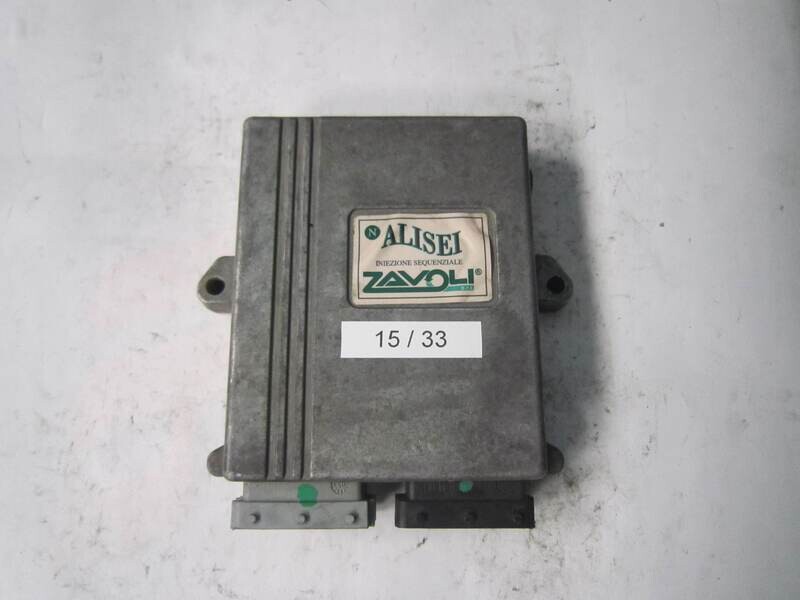 N ALISEI
INIEZIONE SEQUENZIALE
ZAVOLI®
15 / 33